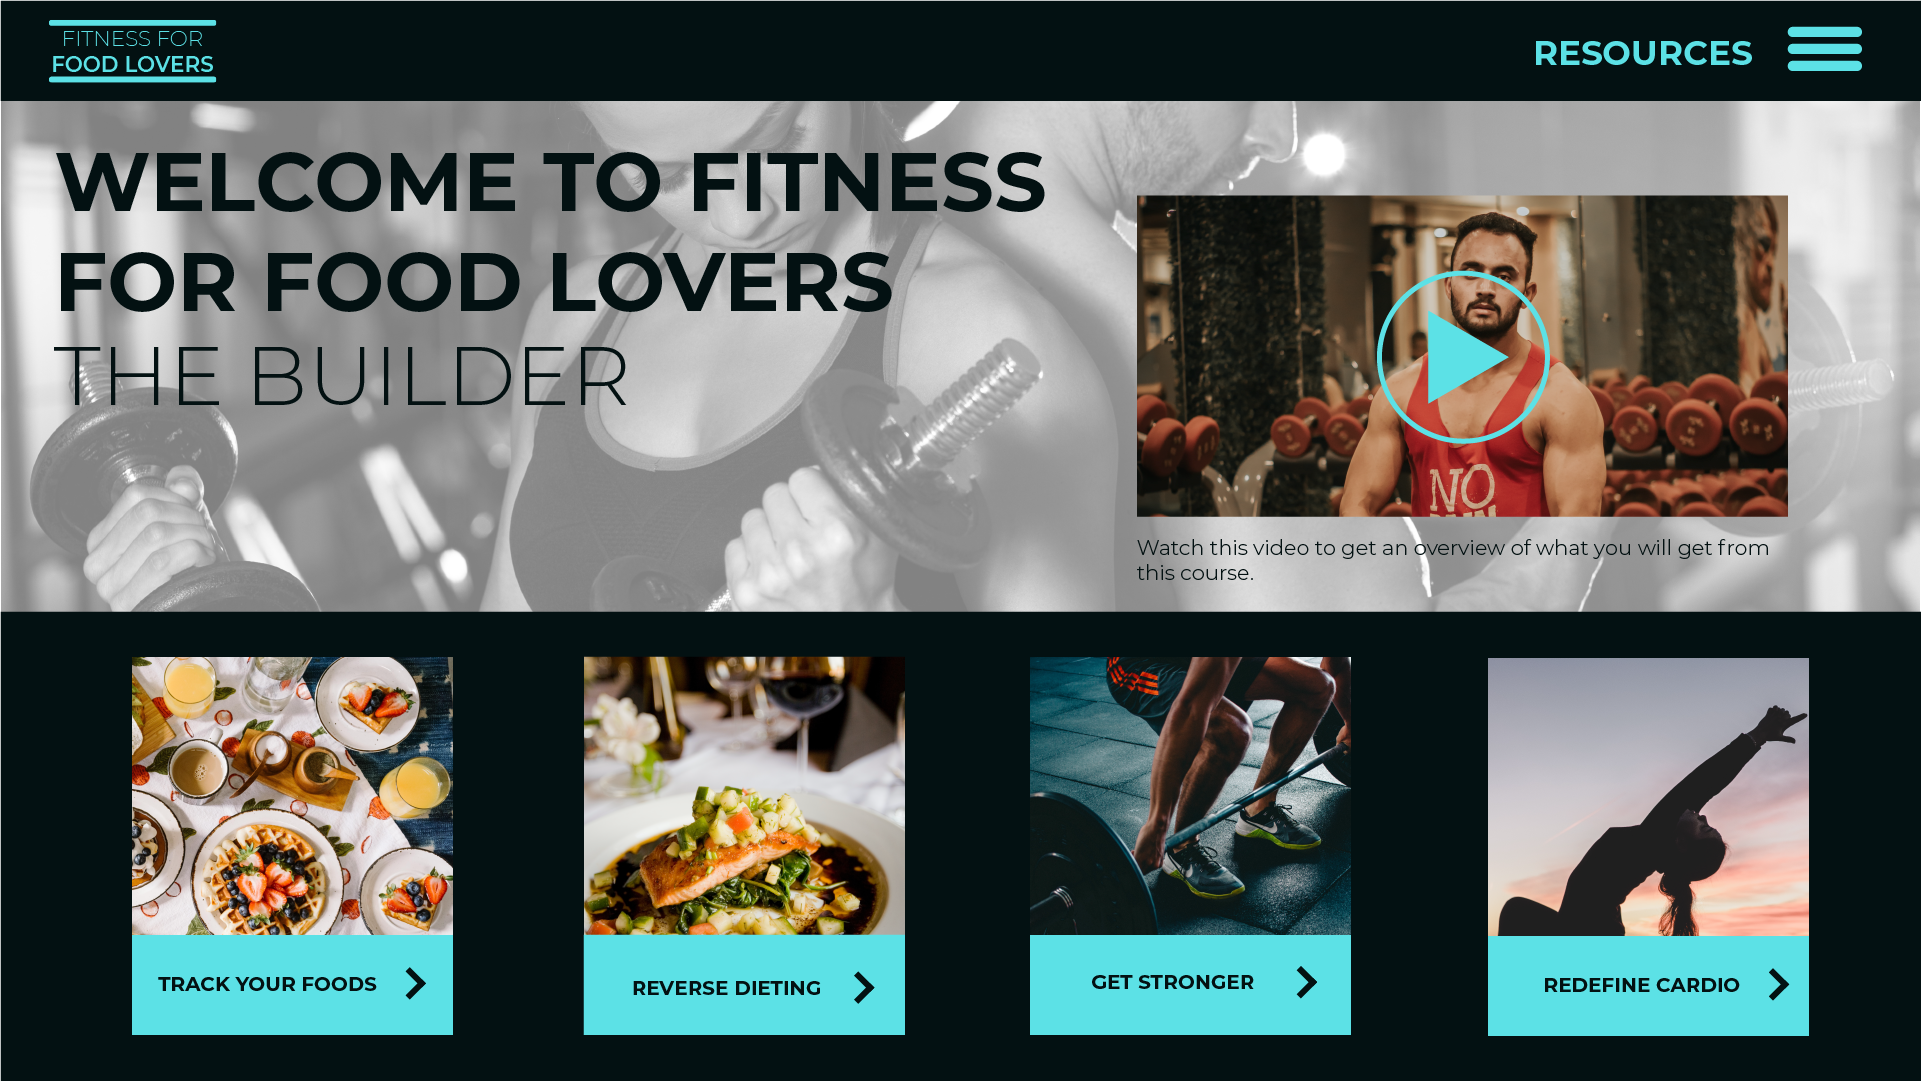 FITNESS FOR
FOOD LOVERS
RESOURCES
WELCOME TO FITNESS
FOR FOOD LOVERS
THE BUILDER
NO
Watch this video to get an overview of what you will get from
this course.
TRACK YOUR FOODS
REVERSE DIETING
GET STRONGER
REDEFINE CARDIO